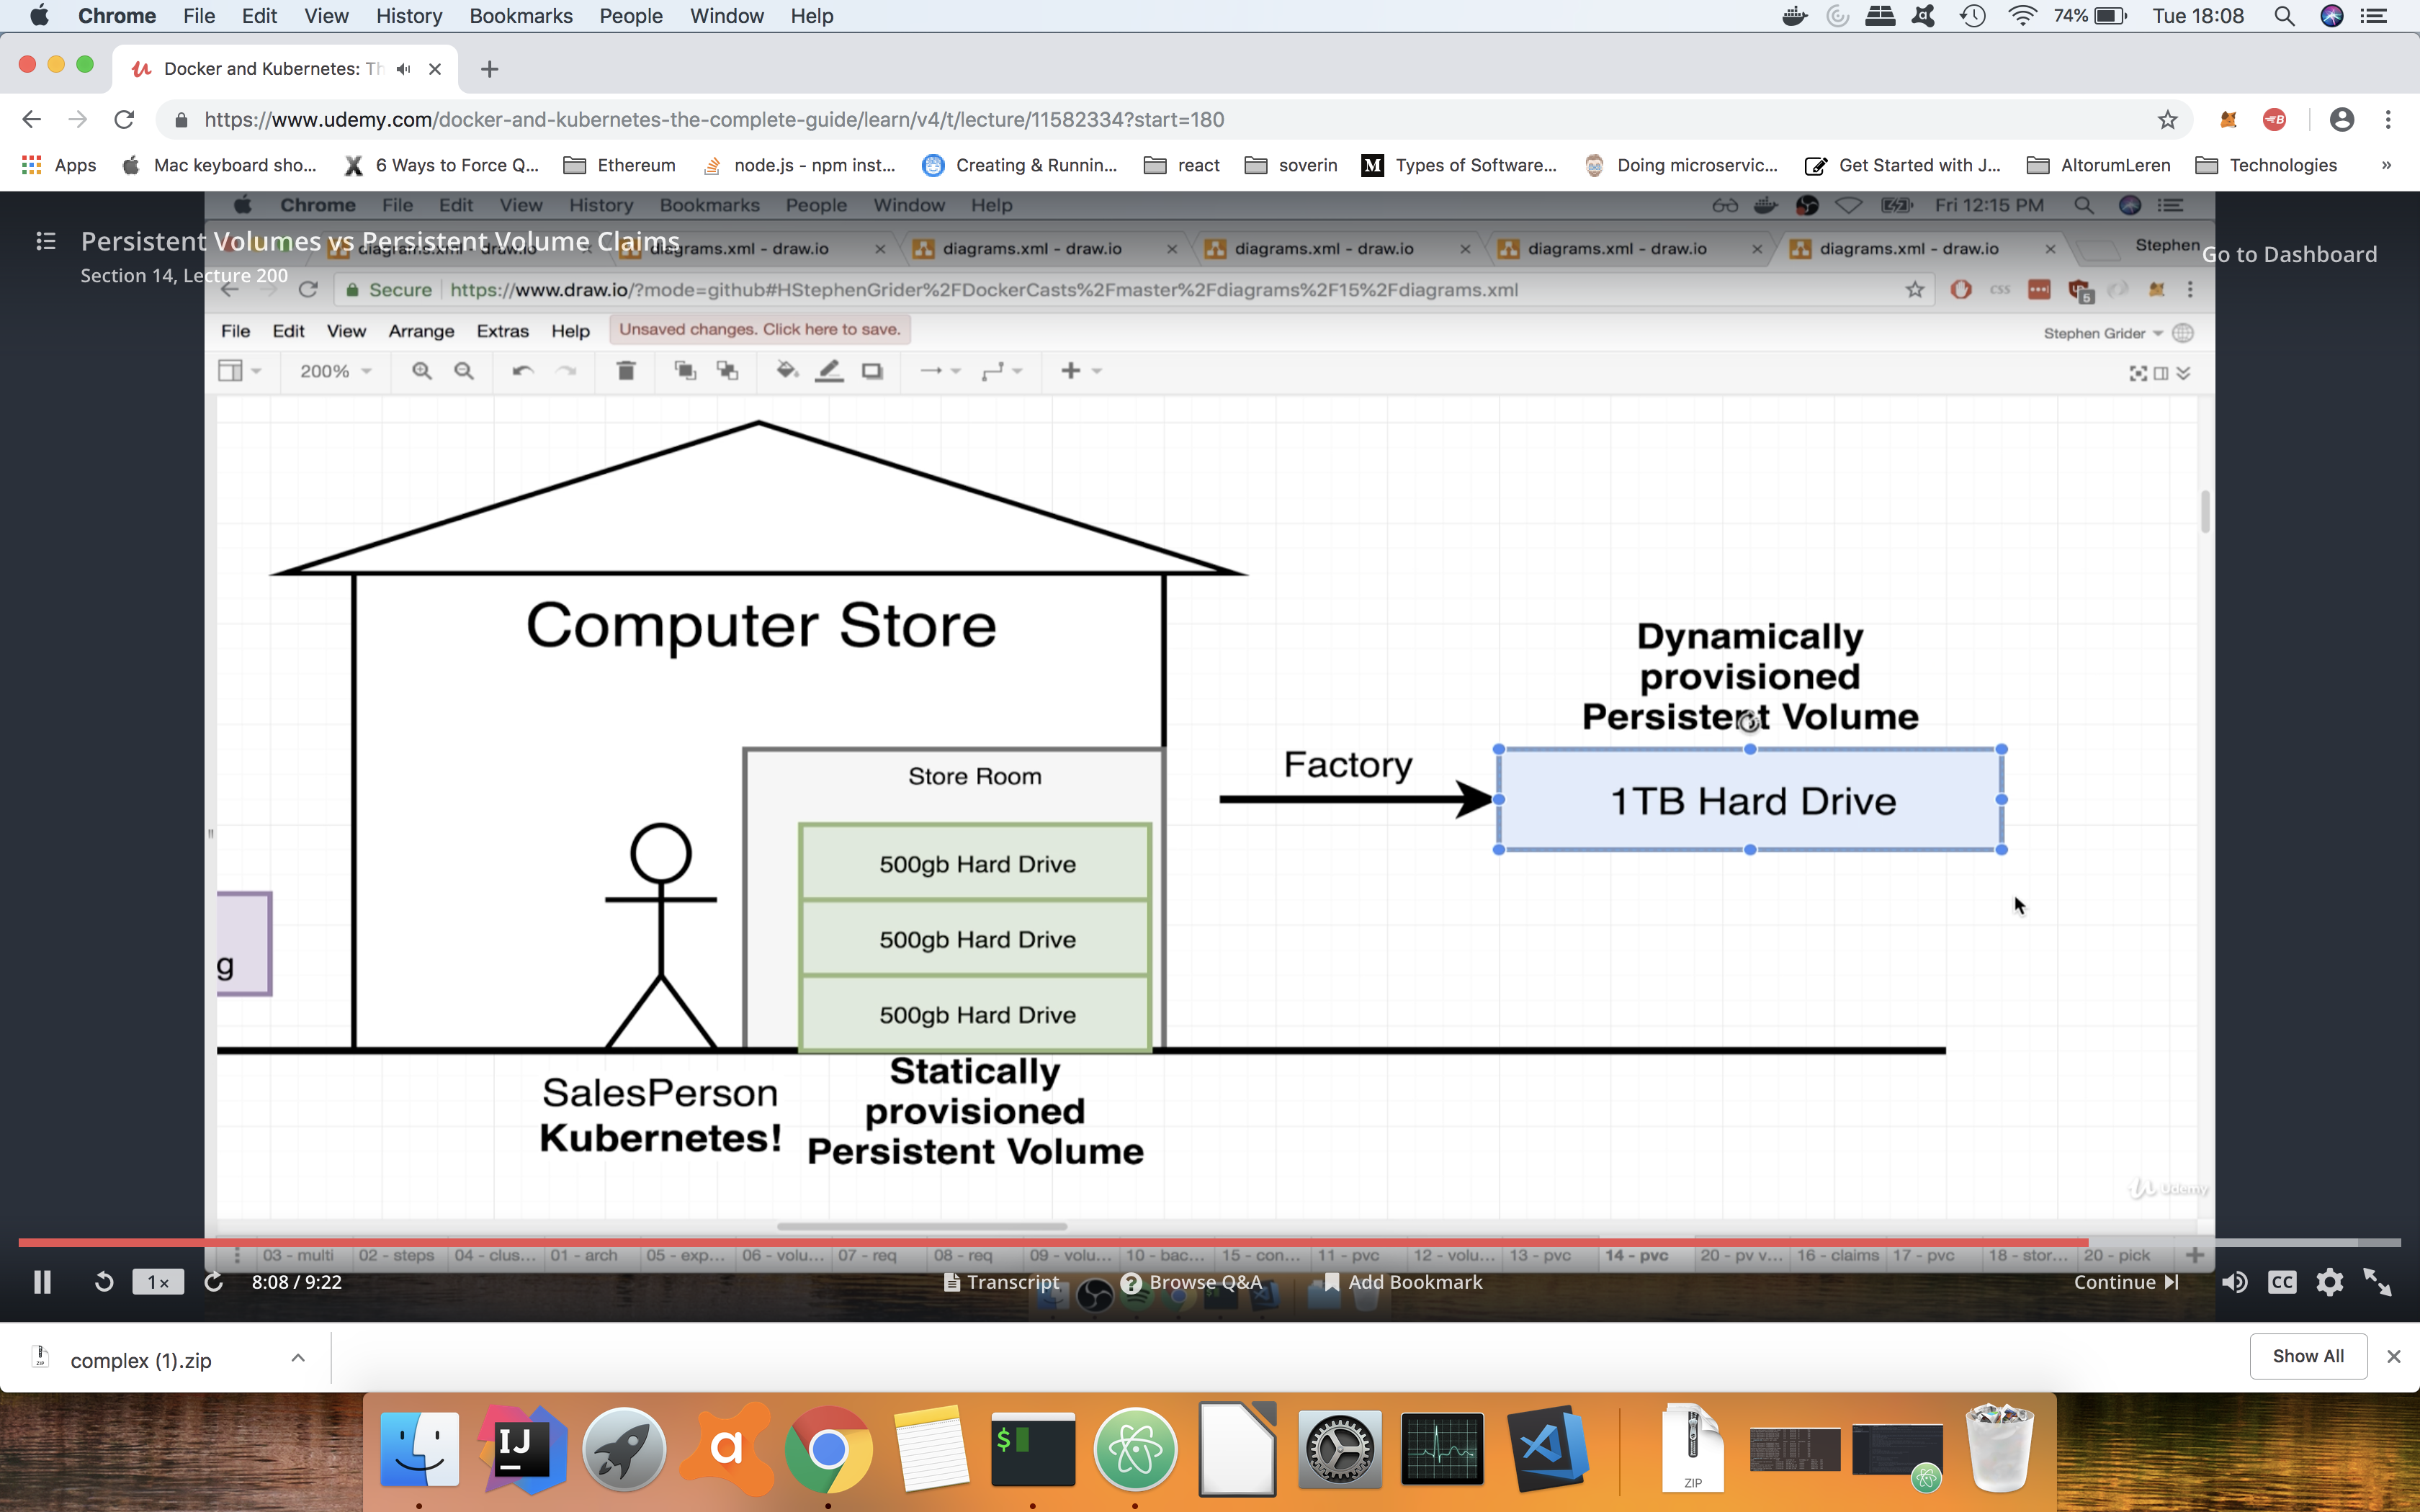 Chrome File Edit View History Bookmarks People Window Help
74% Tue 18:08
Docker and Kubernetes: Th
https://www.udemy.com/docker-and-kubernetes-the-complete-guide/learn/v4/t/lecture/11582334?start=180
Apps Mac keyboard sho... 6 Ways to Force Q... Ethereum node.js - npm inst... Creating & Runnin... react soverin Types of Software... Doing microservic... Get Started with J... AltorumLeren Technologies »
Chrome File Edit View History Bookmarks People Window Help Fri 12:15 PM
Persistent Volumes vs Persistent Volume Claims
diagrams.xml - draw.io diagrams.xml - draw.io diagrams.xml - draw.io diagrams.xml - draw.io diagrams.xml - draw.io Stephen
Go to Dashboard
Section 14, Lecture 200
Secure https://www.draw.io/?mode=github#HStephenGrider%2FDockerCasts%2Fmaster%2Fdiagrams%2F15%2Fdiagrams.xml
File Edit View Arrange Extras Help Unsaved changes. Click here to save. Stephen Grider
200%
Computer Store
Dynamically
provisioned
Persistent Volume
Factory
1TB Hard Drive
Store Room
500gb Hard Drive
500gb Hard Drive
500gb Hard Drive
g
SalesPerson
Kubernetes!
Statically
provisioned
Persistent Volume
Udemy
03 - multi 02 - steps 04 - clus... 01 - arch 05 - exp... 06 - volu... 07 - req 08 - req 09 - volu... 10 - bac... 15 - con... 11 - pvc 12 - volu... 13 - pvc 14 - pvc 20 - pv v... 16 - claims 17 - pvc 18 - stor... 20 - pick
1x 8:08 / 9:22 Transcript Browse Q&A Add Bookmark Continue CC
complex (1).zip Show All
IJ
ZIP